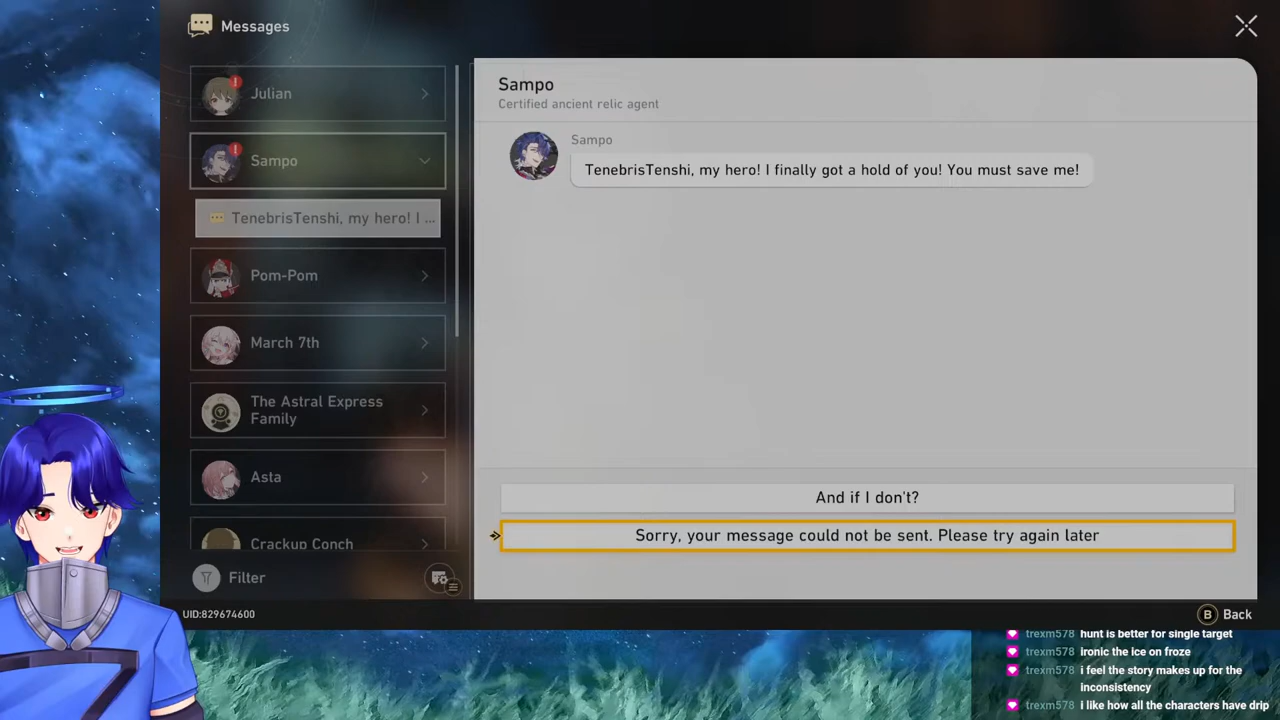 Messages
Julian
Sampo
TenebrisTenshi, my hero! I ...
Pom-Pom
March 7th
The Astral Express
Family
Asta
Crackup Conch
Filter
UID:829674600
Sampo
Certified ancient relic agent
Sampo
TenebrisTenshi, my hero! I finally got a hold of you! You must save me!
And if I don't?
Sorry, your message could not be sent. Please try again later
B Back
trexm578 hunt is better for single target
trexm578 ironic the ice on froze
trexm578 i feel the story makes up for the
inconsistency
trexm578 i like how all the characters have drip